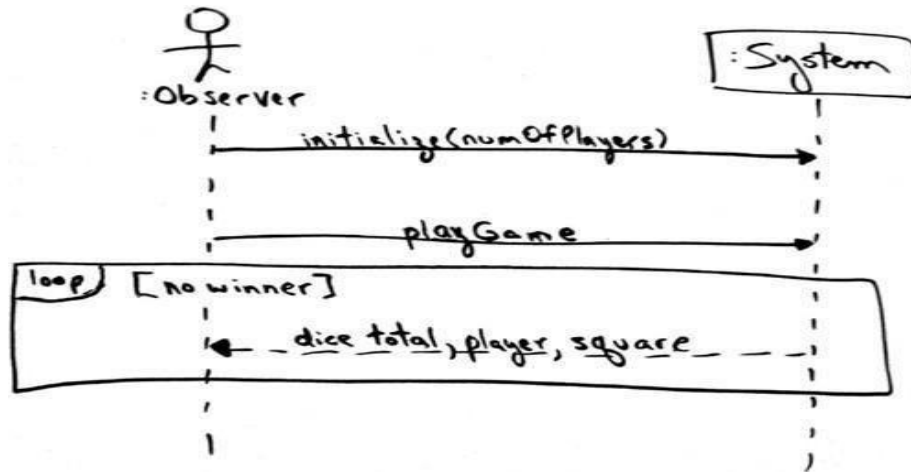 :System
:Observer
initialize(numOfPlayers)
playGame
loop [no winner]
dice total, player, square